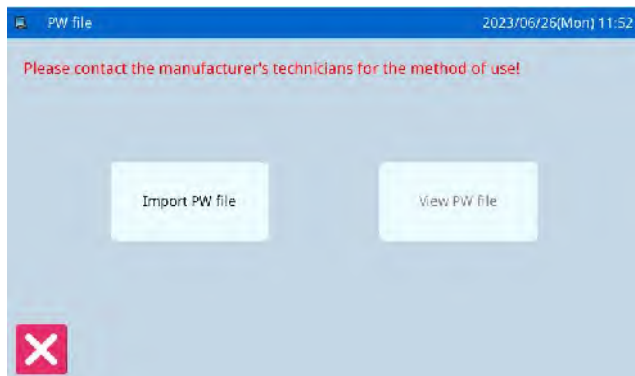 PW file 2023/06/26(Mon) 11:52
Please contact the manufacturer's technicians for the method of use!
Import PW file View PW file